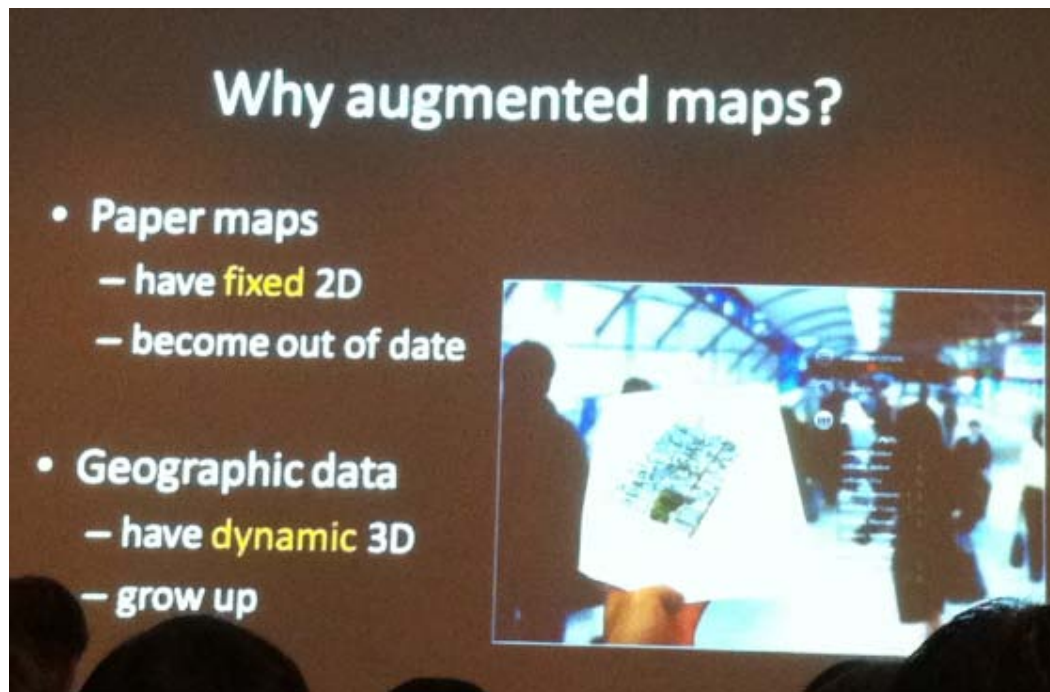 Why augmented maps?
• Paper maps
– have fixed 2D
– become out of date
• Geographic data
– have dynamic 3D
– grow up